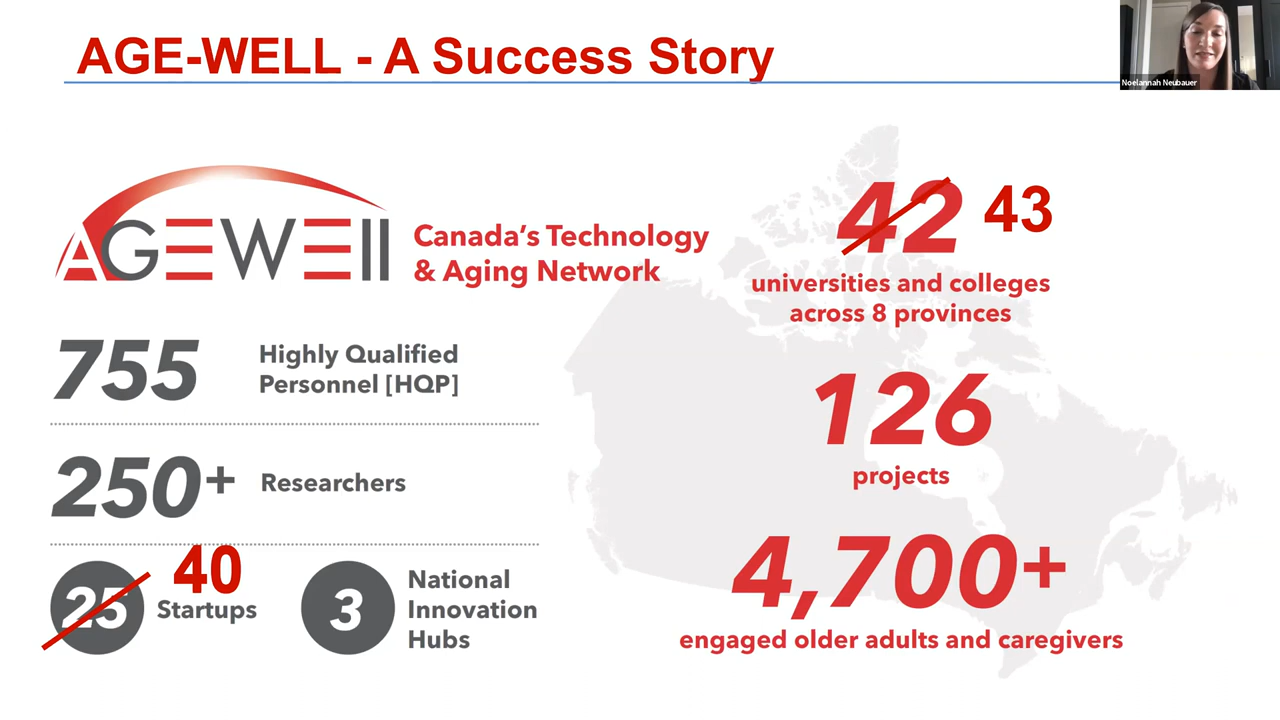 AGE-WELL - A Success Story
Noelannah Neubauer
AGEWELL
Canada's Technology
& Aging Network
755
Highly Qualified
Personnel [HQP]
250+
Researchers
25
40
Startups
3
National
Innovation
Hubs
42 43
universities and colleges
across 8 provinces
126
projects
4,700+
engaged older adults and caregivers